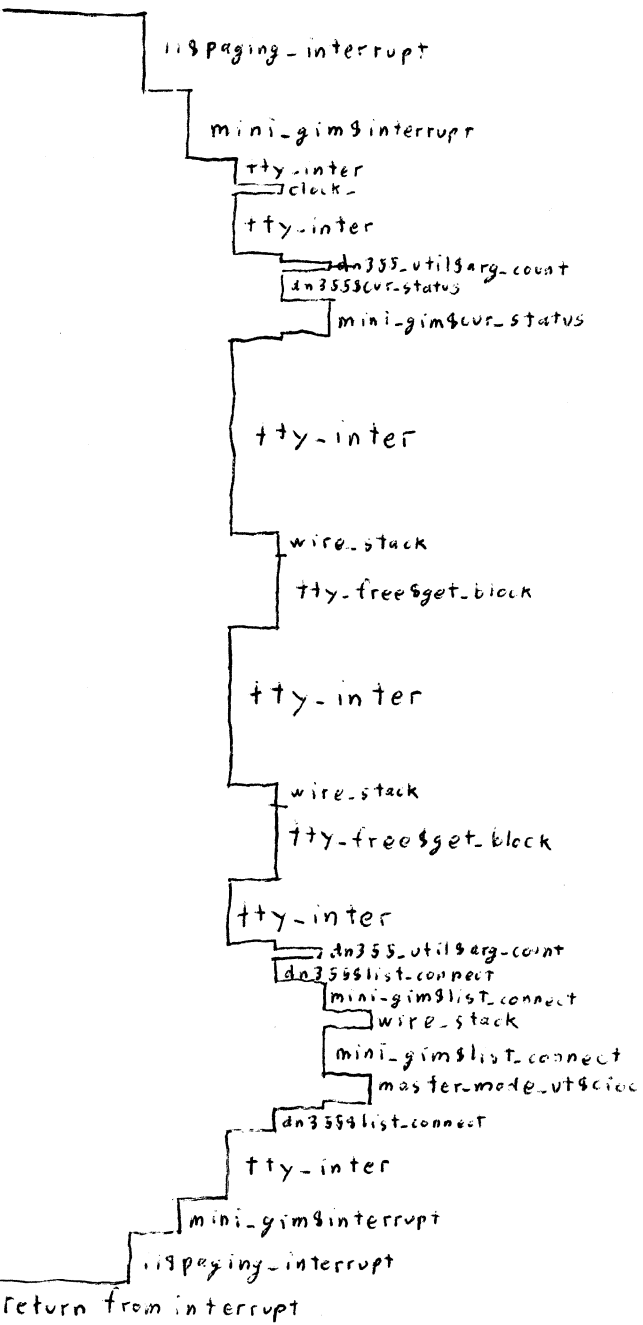 ii$paging_interrupt
mini_gim$interrupt
tty_inter
clock_
tty_inter
dn355_util$arg_count
dn355$cur_status
mini_gim$cur_status
tty_inter
wire_stack
tty_free$get_block
tty_inter
wire_stack
tty_free$get_block
tty_inter
dn355_util$arg_count
dn355$list_connect
mini_gim$list_connect
wire_stack
mini_gim$list_connect
master_mode_ut$cioc
dn355$list_connect
tty_inter
mini_gim$interrupt
ii$paging_interrupt
return from interrupt